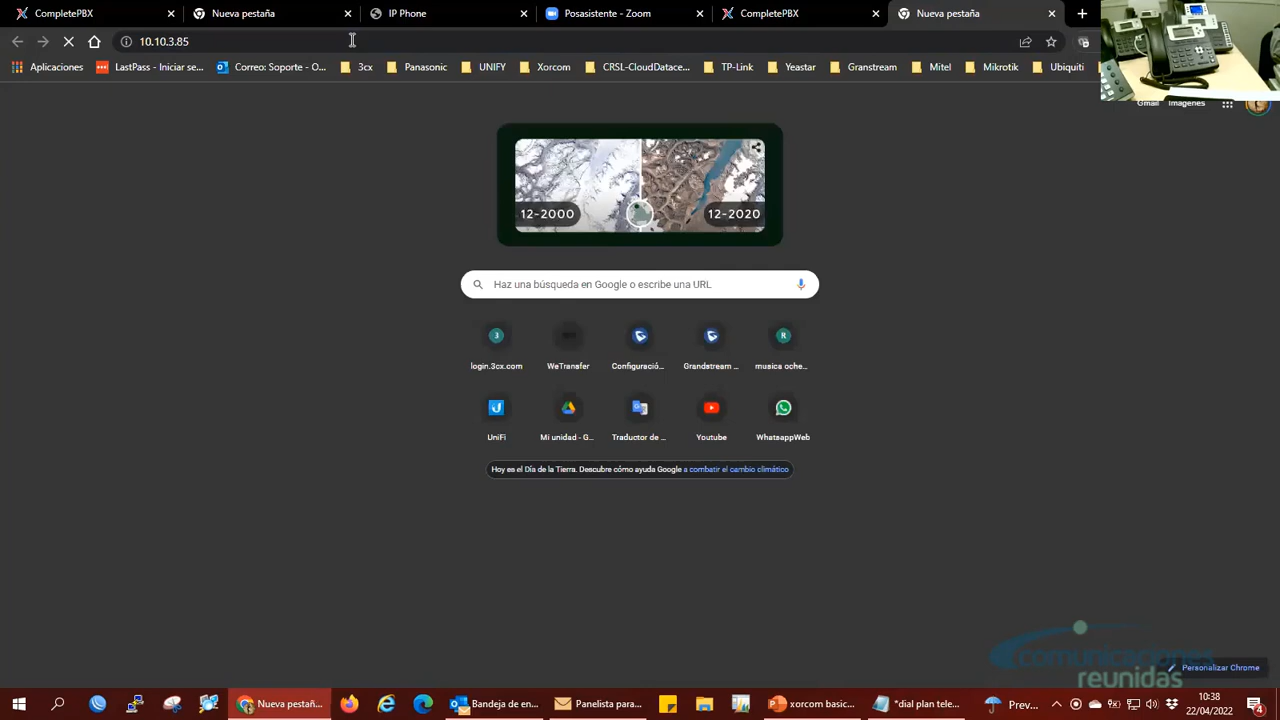 CompletePBX
Nueva pestaña
IP Phone
Posasistente - Zoom
CompletePBX
Nueva pestaña
10.10.3.85
Aplicaciones
LastPass - Iniciar se...
Correo: Soporte - O...
3cx
Panasonic
UNIFY
Xorcom
CRSL-CloudDatace...
TP-Link
Yeatar
Granstream
Mitel
Mikrotik
Ubiquiti
Gmail
Imágenes
12-2000
12-2020
Haz una búsqueda en Google o escribe una URL
3
R
login.3cx.com
WeTransfer
Configuració...
Grandstream ...
musica oche...
UniFi
Mi unidad - G...
Traductor de ...
Youtube
WhatsappWeb
Hoy es el Día de la Tierra. Descubre cómo ayuda Google a combatir el cambio climático
comunicaciones
reunidas
Personalizar Chrome
Nueva pestañ...
Bandeja de en...
Panelista para...
xorcom basic...
*dial plan tele...
Prev...
10:38
22/04/2022
4